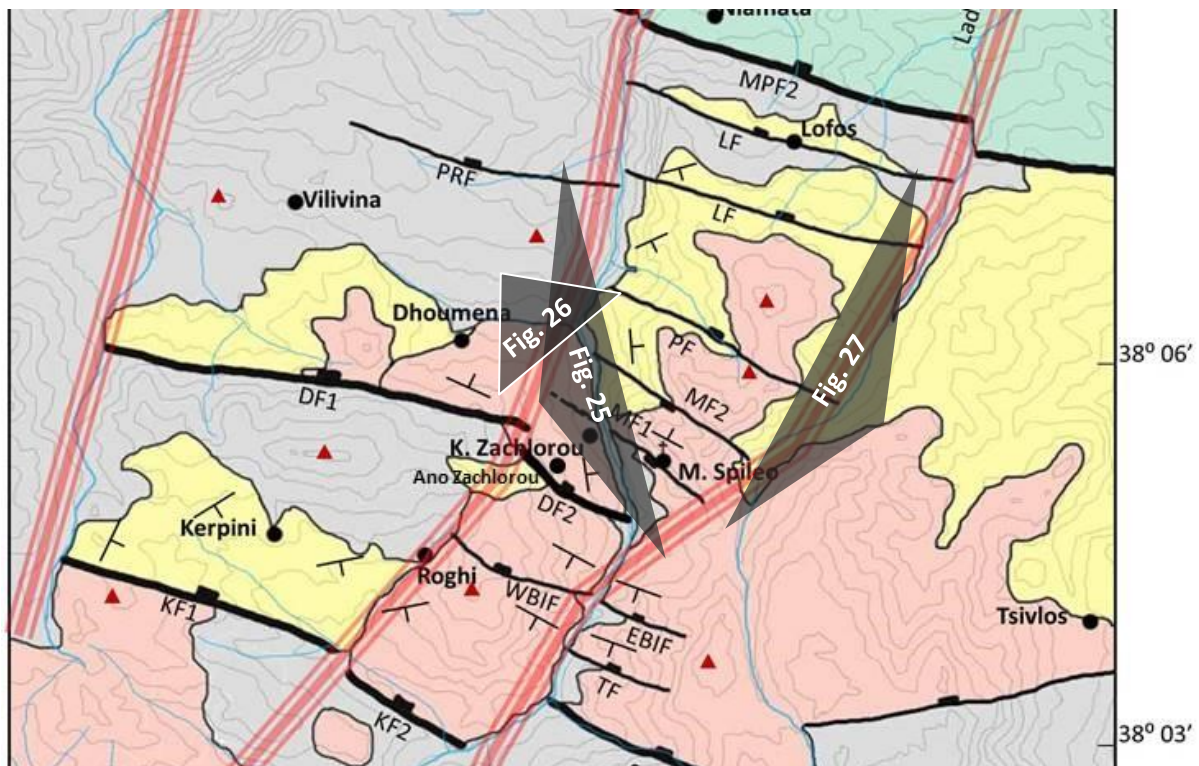 Niamata
Lad
MPF2
Lofos
LF
PRF
Vilivina
LF
Dhoumena
Fig. 26
PF
38° 06'
Fig. 25
Fig. 27
DF1
MF2
MF1
K. Zachlorou
M. Spileo
Ano Zachlorou
DF2
Kerpini
Roghi
WBIF
KF1
Tsivlos
EBIF
TF
KF2
38° 03'